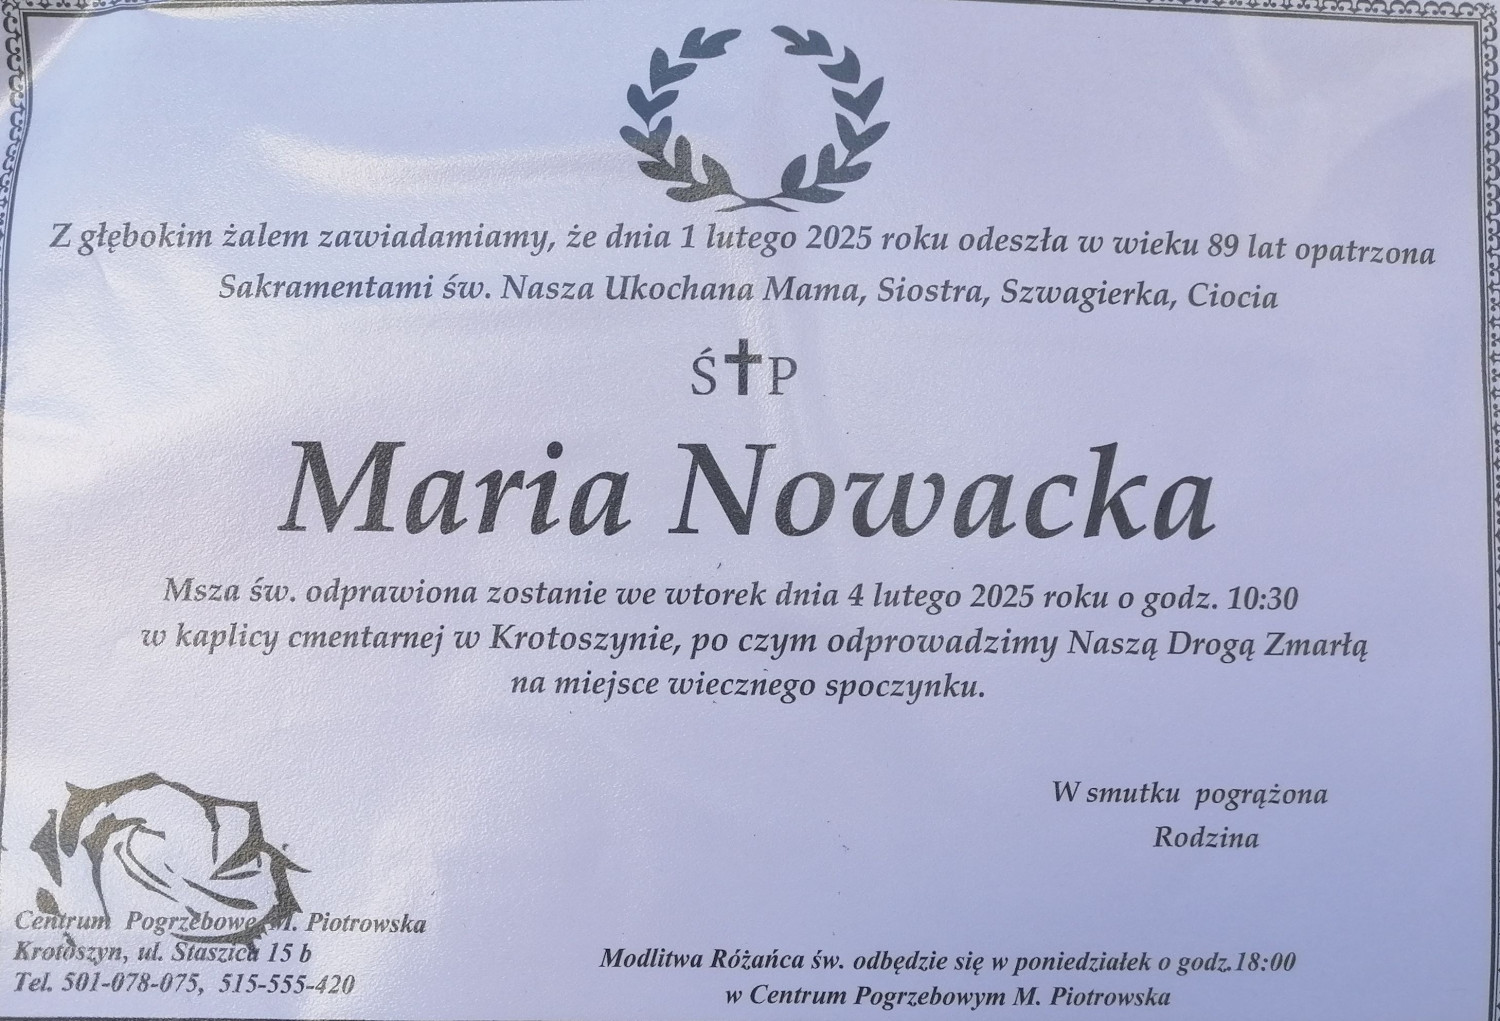 Z głębokim żalem zawiadamiamy, że dnia 1 lutego 2025 roku odeszła w wieku 89 lat opatrzona
Sakramentami św. Nasza Ukochana Mama, Siostra, Szwagierka, Ciocia
Ś✝P
Maria Nowacka
Msza św. odprawiona zostanie we wtorek dnia 4 lutego 2025 roku o godz. 10:30
w kaplicy cmentarnej w Krotoszynie, po czym odprowadzimy Naszą Drogą Zmarłą
na miejsce wiecznego spoczynku.
W smutku pogrążona
Rodzina
Centrum Pogrzebowe M. Piotrowska
Krotoszyn, ul. Staszica 15 b
Tel. 501-078-075, 515-555-420
Modlitwa Różańca św. odbędzie się w poniedziałek o godz.18:00
w Centrum Pogrzebowym M. Piotrowska